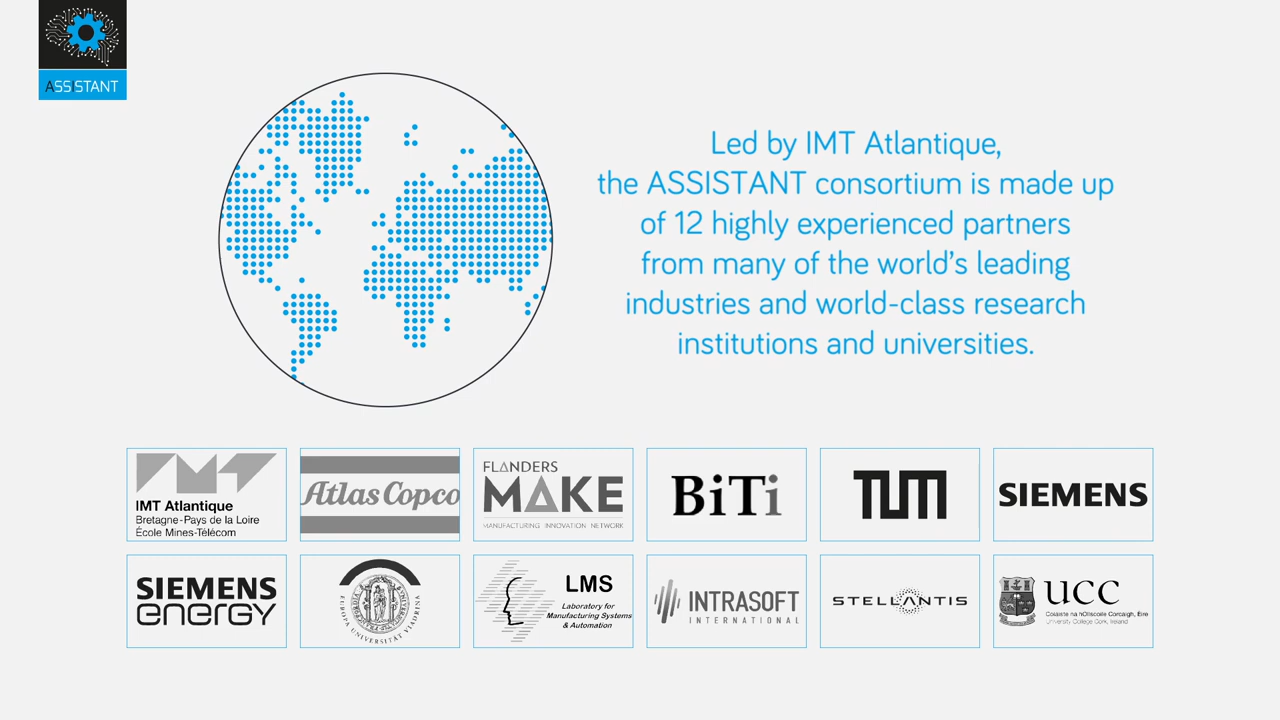 ASSISTANT
Led by IMT Atlantique,
the ASSISTANT consortium is made up
of 12 highly experienced partners
from many of the world's leading
industries and world-class research
institutions and universities.
IMT
IMT Atlantique
Bretagne-Pays de la Loire
École Mines-Télécom
Atlas Copco
FLANDERS
MAKE
MANUFACTURING INNOVATION NETWORK
BiTi
TUM
SIEMENS
SIEMENS
energy
EUROPA UNIVERSITÄT VIADRINA
LMS
Laboratory for
Manufacturing Systems
& Automation
INTRASOFT
INTERNATIONAL
STELLANTIS
UCC
Coláiste na hOllscoile Corcaigh, Éire
University College Cork, Ireland